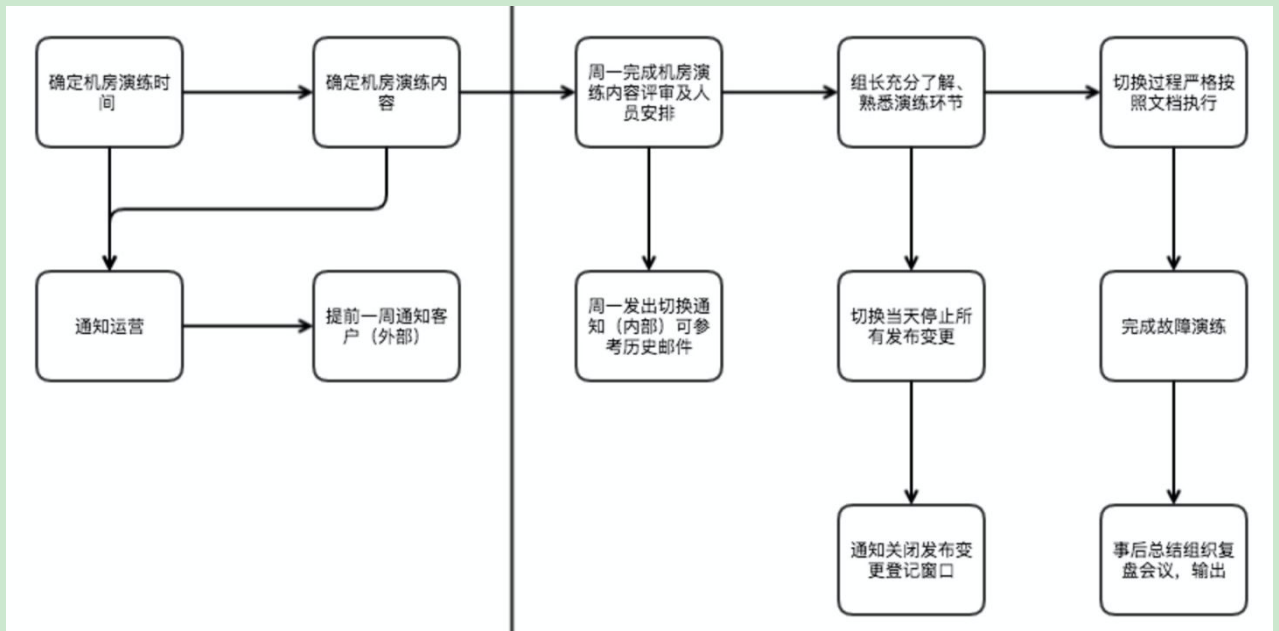 确定机房演练时
间
确定机房演练内
容
周一完成机房演
练内容评审及人
员安排
组长充分了解、
熟悉演练环节
切换过程严格按
照文档执行
通知运营
提前一周通知客
户（外部）
周一发出切换通
知（内部）可参
考历史邮件
切换当天停止所
有发布变更
完成故障演练
通知关闭发布变
更登记窗口
事后总结组织复
盘会议，输出